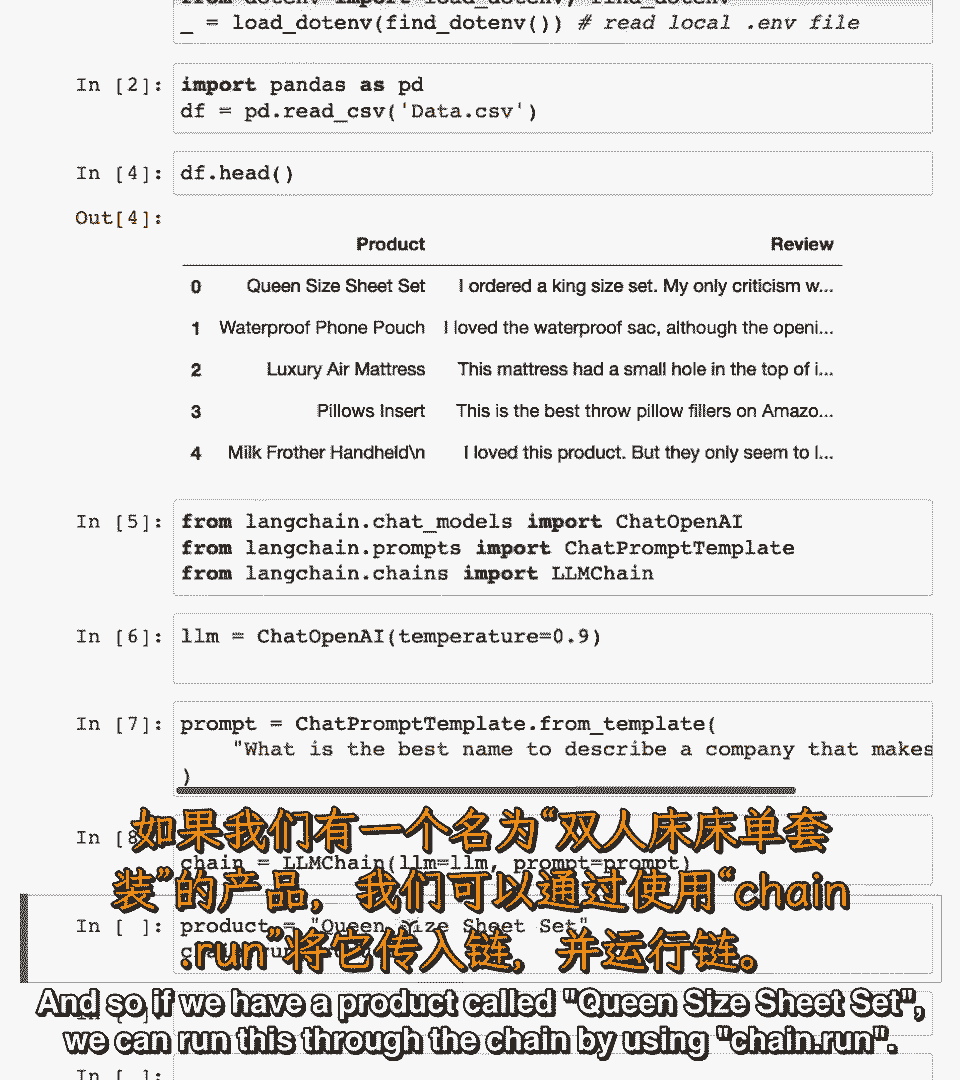 _ = load_dotenv(find_dotenv()) # read local .env file
In [2]: import pandas as pd
df = pd.read_csv('Data.csv')
In [4]: df.head()
Out[4]:
Product Review
0 Queen Size Sheet Set I ordered a king size set. My only criticism w...
1 Waterproof Phone Pouch I loved the waterproof sac, although the openi...
2 Luxury Air Mattress This mattress had a small hole in the top of i...
3 Pillows Insert This is the best throw pillow fillers on Amazo...
4 Milk Frother Handheld\n I loved this product. But they only seem to l...
In [5]: from langchain.chat_models import ChatOpenAI
from langchain.prompts import ChatPromptTemplate
from langchain.chains import LLMChain
In [6]: llm = ChatOpenAI(temperature=0.9)
In [7]: prompt = ChatPromptTemplate.from_template(
"What is the best name to describe a company that makes
)
In [8
chain = LLMChain(llm=llm, prompt=prompt)
In [ ]: product = "Queen Size Sheet Set"
如果我们有一个名为“双人床床单套
装”的产品，我们可以通过使用“chain
.run”将它传入链，并运行链。
And so if we have a product called "Queen Size Sheet Set",
we can run this through the chain by using "chain.run".
In [ ]: